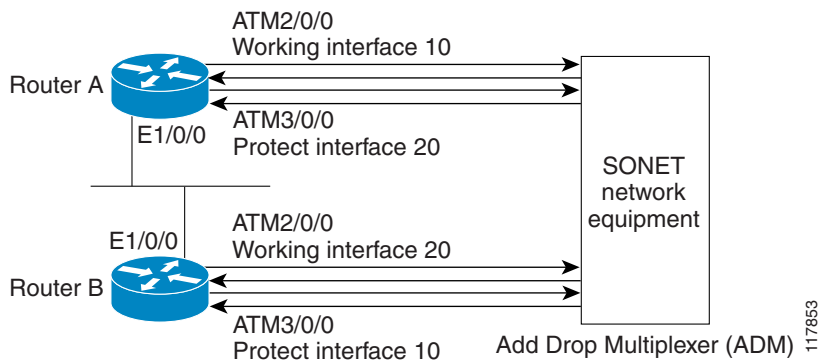 ATM2/0/0
Working interface 10
Router A
E1/0/0
ATM3/0/0
Protect interface 20
SONET
network
equipment
E1/0/0
ATM2/0/0
Working interface 20
Router B
ATM3/0/0
Protect interface 10
Add Drop Multiplexer (ADM)
117853